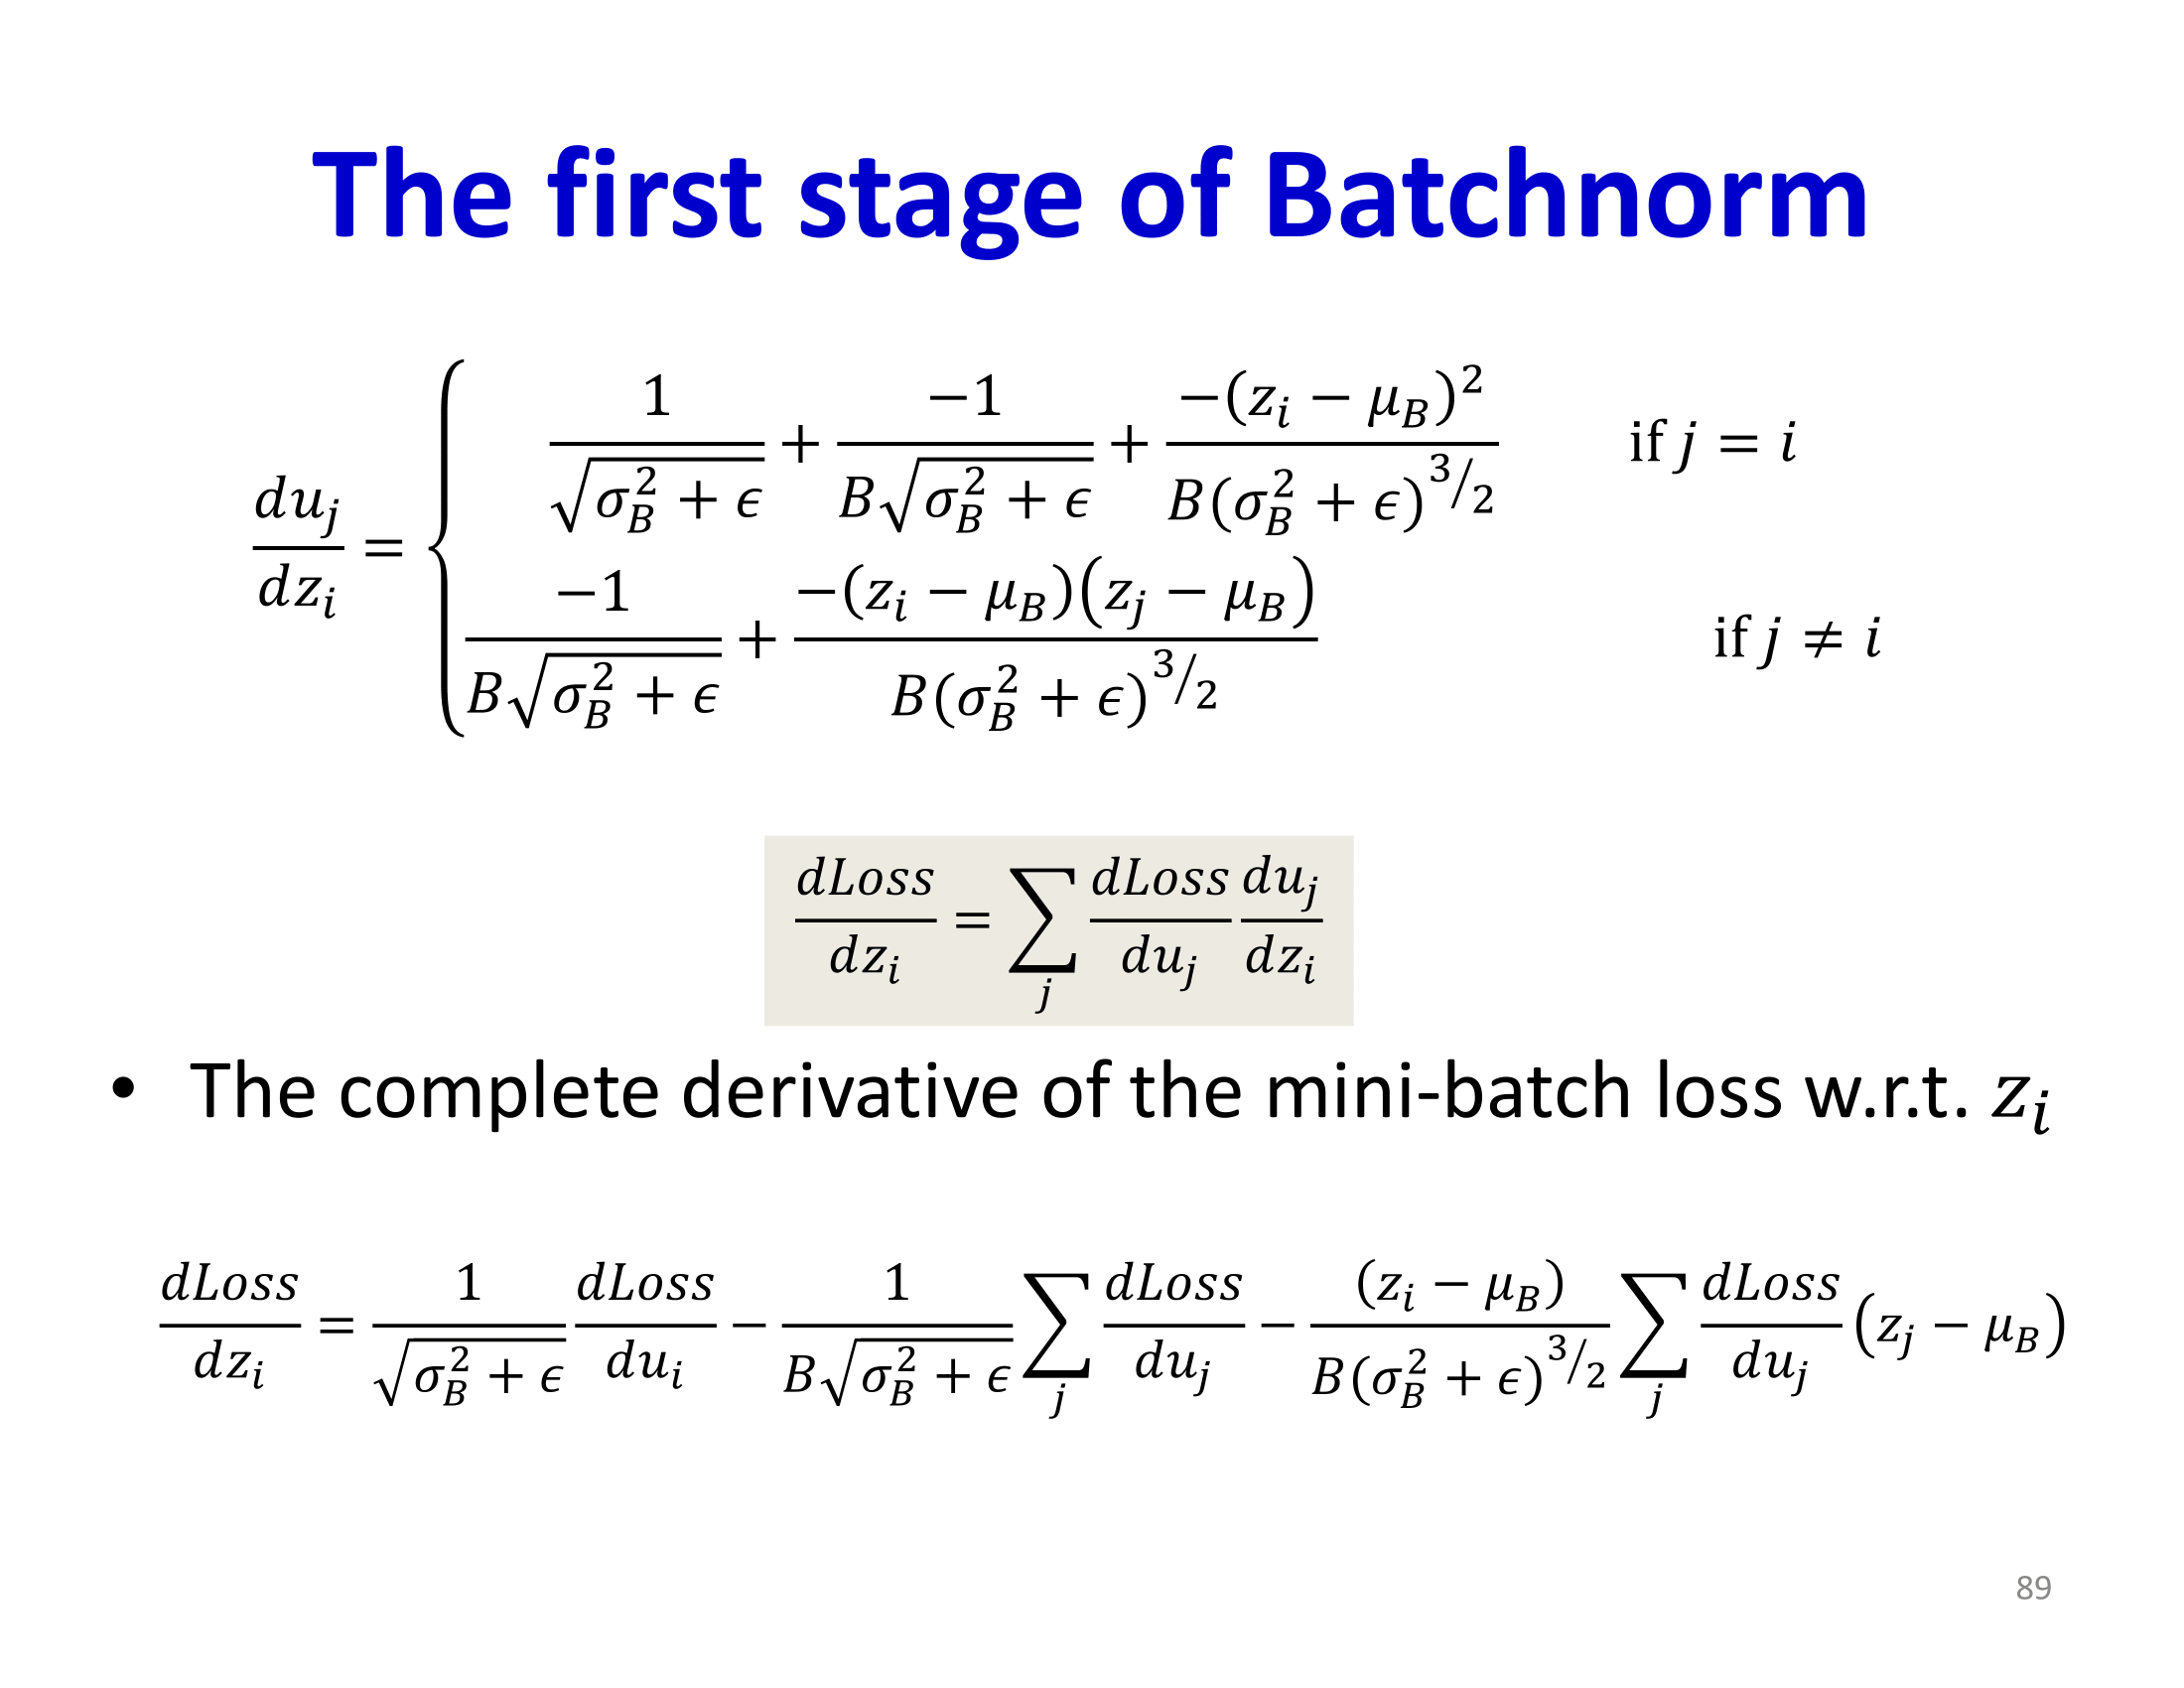 The first stage of Batchnorm
$\frac{du_j}{dz_i} = \begin{cases} \frac{1}{\sqrt{\sigma_B^2 + \epsilon}} + \frac{-1}{B\sqrt{\sigma_B^2 + \epsilon}} + \frac{-(z_i - \mu_B)^2}{B(\sigma_B^2 + \epsilon)^{3/2}} & \text{if } j = i \\ \frac{-1}{B\sqrt{\sigma_B^2 + \epsilon}} + \frac{-(z_i - \mu_B)(z_j - \mu_B)}{B(\sigma_B^2 + \epsilon)^{3/2}} & \text{if } j \neq i \end{cases}$
$\frac{dLoss}{dz_i} = \sum_j \frac{dLoss}{du_j} \frac{du_j}{dz_i}$
• The complete derivative of the mini-batch loss w.r.t. $z_i$
$\frac{dLoss}{dz_i} = \frac{1}{\sqrt{\sigma_B^2 + \epsilon}} \frac{dLoss}{du_i} - \frac{1}{B\sqrt{\sigma_B^2 + \epsilon}} \sum_j \frac{dLoss}{du_j} - \frac{(z_i - \mu_B)}{B(\sigma_B^2 + \epsilon)^{3/2}} \sum_j \frac{dLoss}{du_j} (z_j - \mu_B)$
89